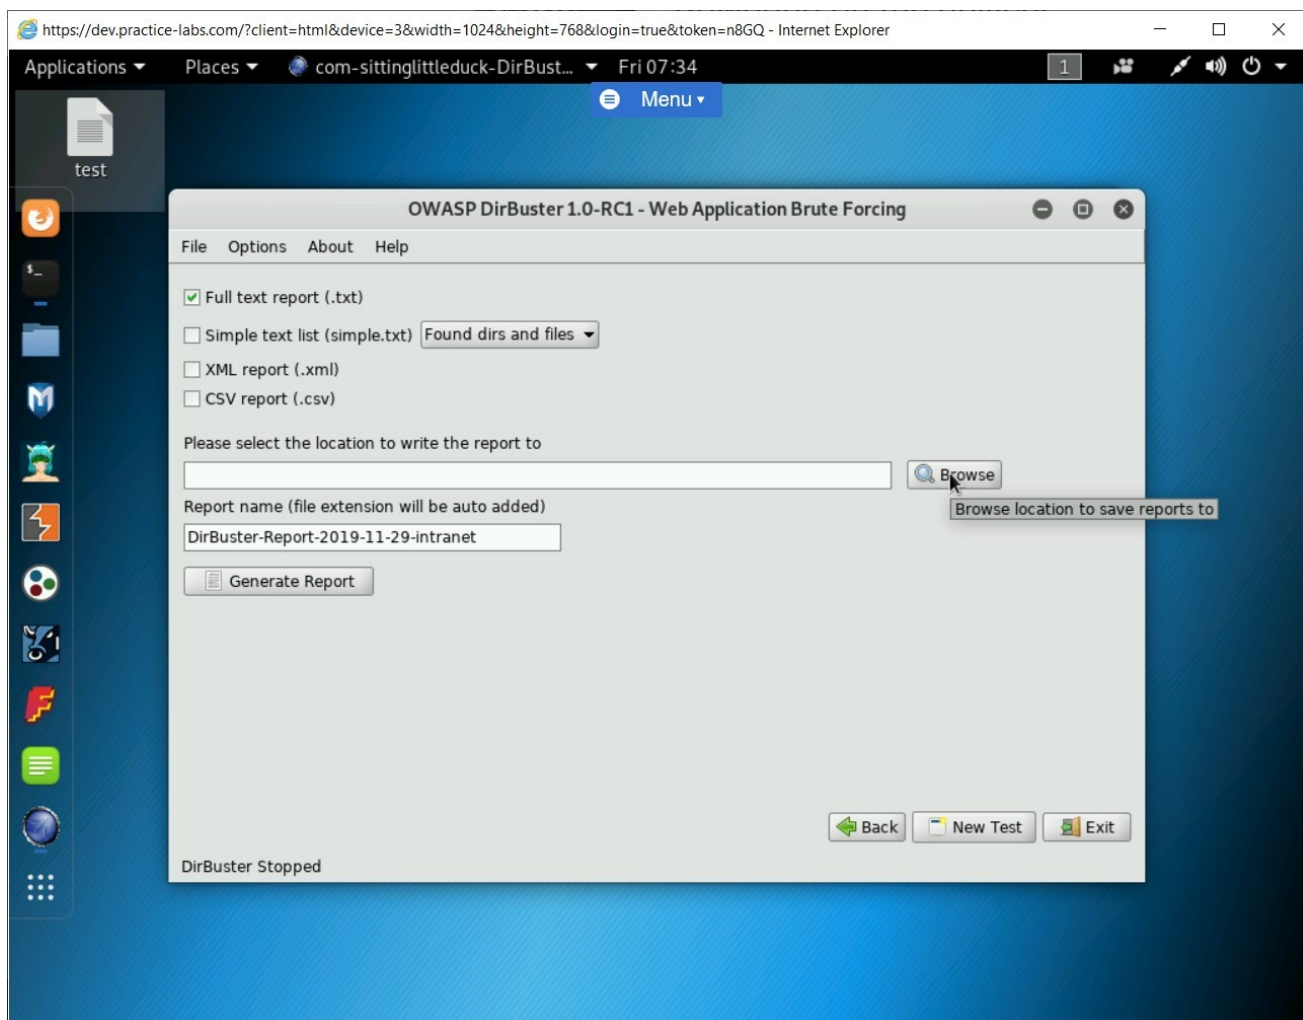 https://dev.practice-labs.com/?client=html&device=3&width=1024&height=768&login=true&token=n8GQ - Internet Explorer
Applications Places com-sittinglittleduck-DirBust... Fri 07:34 1
Menu
test
OWASP DirBuster 1.0-RC1 - Web Application Brute Forcing
File Options About Help
$_
Full text report (.txt)
Simple text list (simple.txt) Found dirs and files
XML report (.xml)
CSV report (.csv)
Please select the location to write the report to
Browse
Browse location to save reports to
Report name (file extension will be auto added)
DirBuster-Report-2019-11-29-intranet
Generate Report
Back New Test Exit
DirBuster Stopped